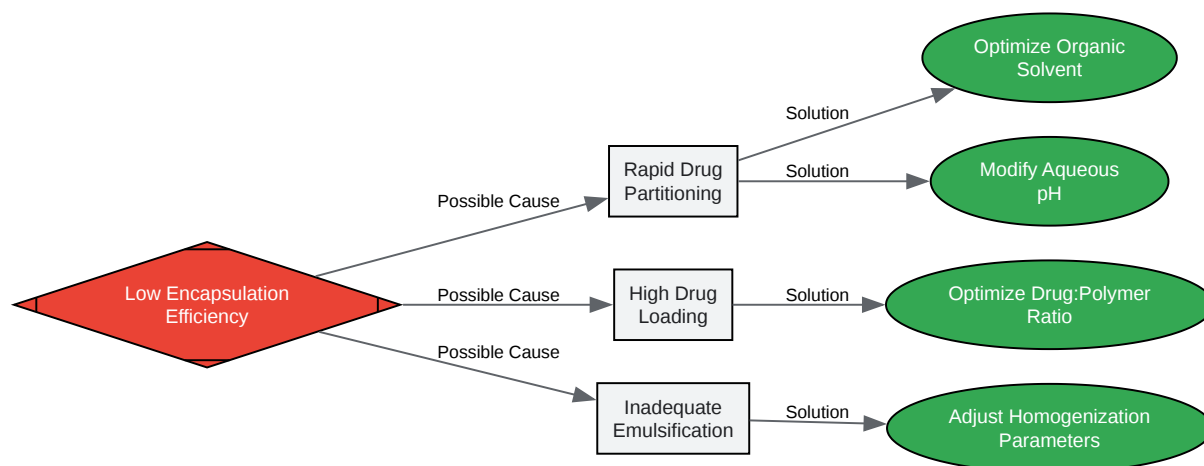 Optimize Organic
Solvent
Solution
Rapid Drug
Partitioning
Solution
Modify Aqueous
pH
Possible Cause
Low Encapsulation
Efficiency
Possible Cause
High Drug
Loading
Solution
Optimize Drug:Polymer
Ratio
Possible Cause
Inadequate
Emulsification
Solution
Adjust Homogenization
Parameters